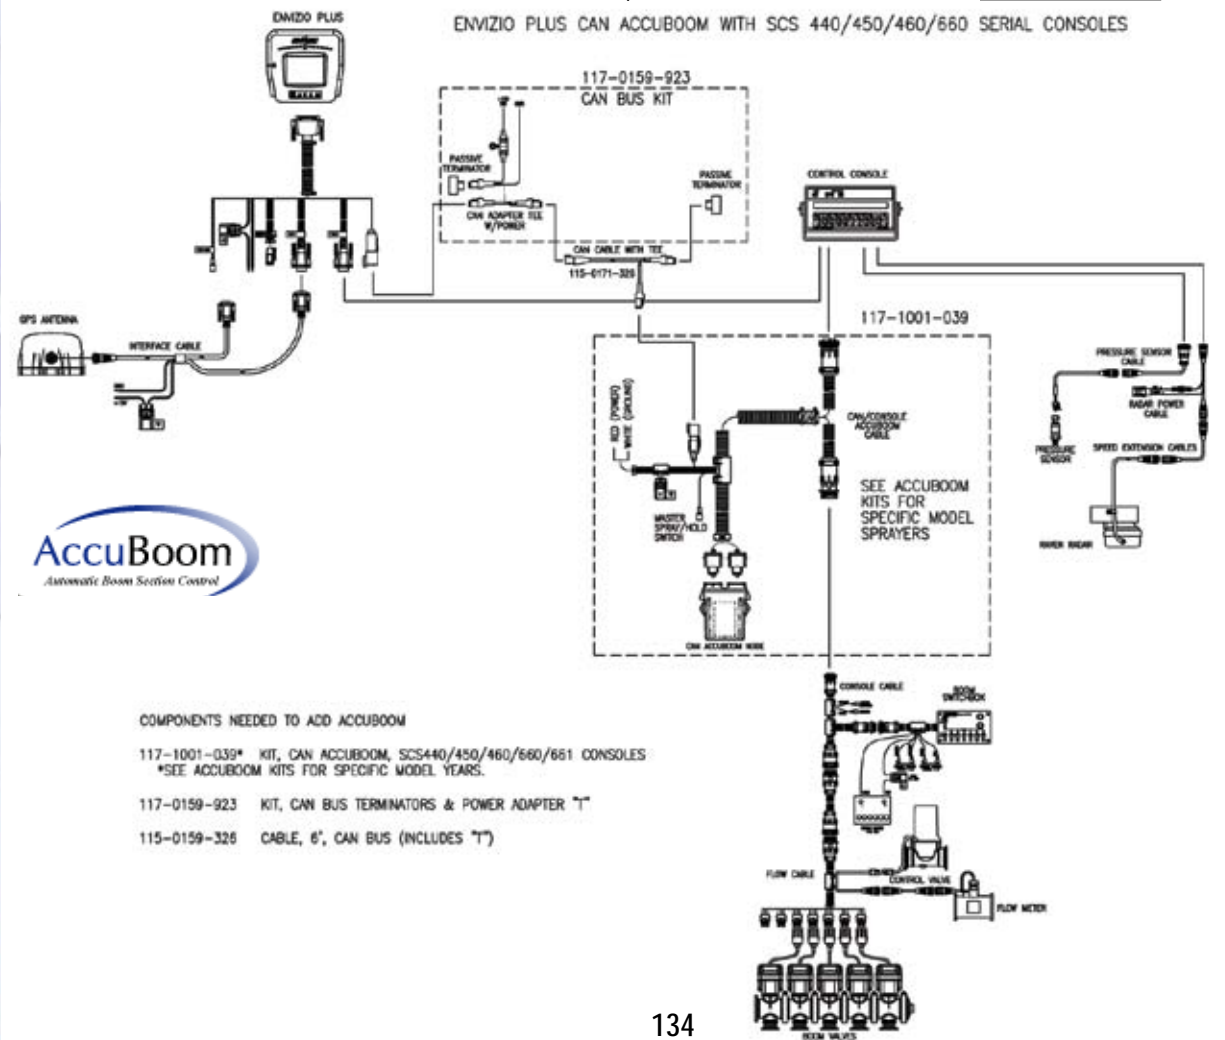 ENVIZIO PLUS
ENVIZIO PLUS CAN ACCUBOOM WITH SCS 440/450/460/660 SERIAL CONSOLES
117-0159-923
CAN BUS KIT
PASSIVE
TERMINATOR
PASSIVE
TERMINATOR
CONTROL CONSOLE
CAN ADAPTER TEE
W/POWER
CAN CABLE WITH TEE
115-0171-326
GPS ANTENNA
INTERFACE CABLE
117-1001-039
PRESSURE SENSOR
CABLE
RADAR POWER
CABLE
RED (POWER)
WHITE (GROUND)
CAN/CONSOLE
ACCUBOOM
CABLE
PRESSURE
SENSOR
SPEED EXTENSION CABLES
SEE ACCUBOOM
KITS FOR
SPECIFIC MODEL
SPRAYERS
MASTER
SPRAY/HOLD
SWITCH
RAVEN RADAR
AccuBoom
Automatic Boom Section Control
CAN ACCUBOOM NODE
CONSOLE CABLE
BOOM
SWITCHBOX
COMPONENTS NEEDED TO ADD ACCUBOOM
117-1001-039* KIT, CAN ACCUBOOM, SCS440/450/460/660/661 CONSOLES
*SEE ACCUBOOM KITS FOR SPECIFIC MODEL YEARS.
117-0159-923 KIT, CAN BUS TERMINATORS & POWER ADAPTER "T"
115-0159-326 CABLE, 6', CAN BUS (INCLUDES "T")
FLOW CABLE
CONTROL VALVE
FLOW METER
BOOM VALVES
134